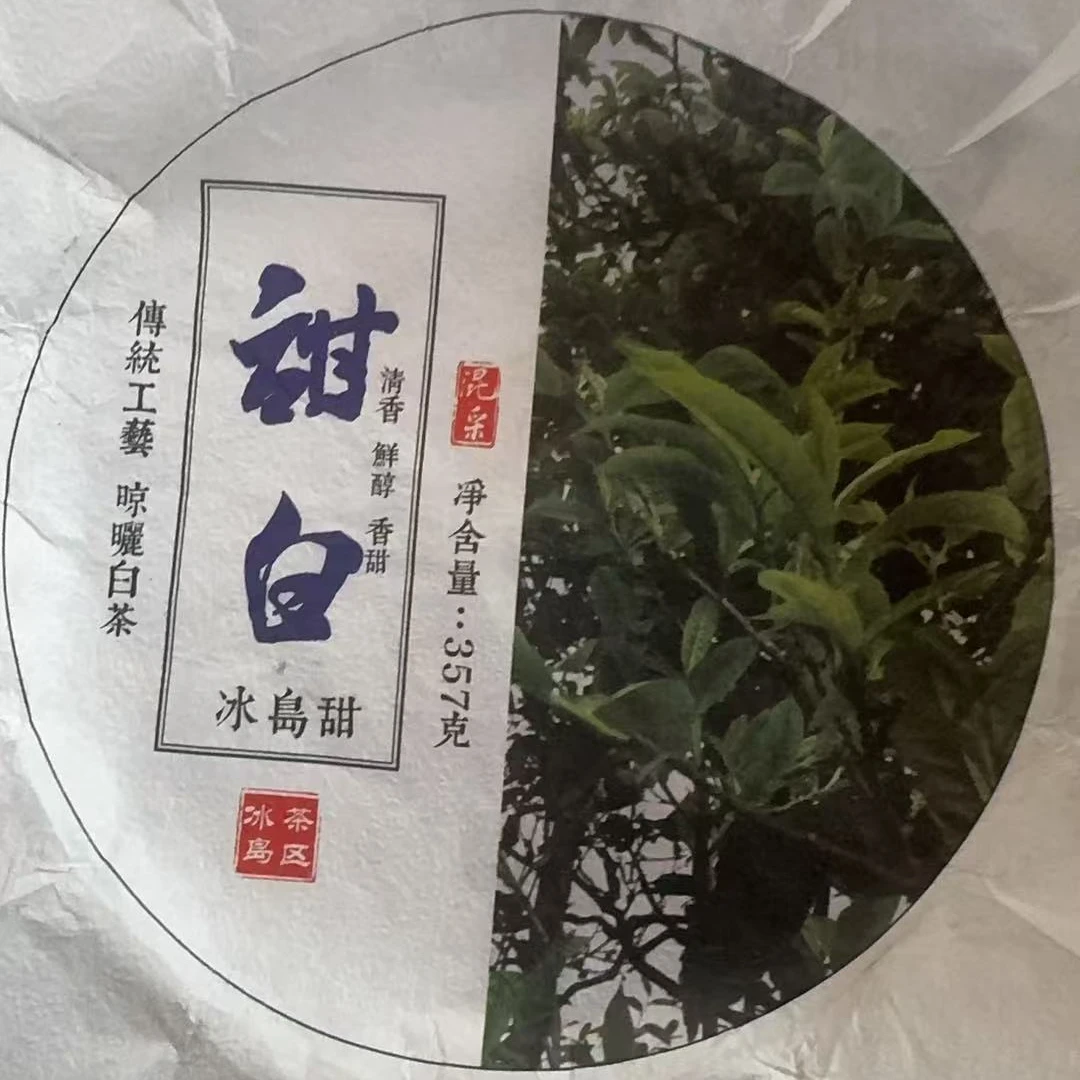 甜白
清香 鮮醇 香甜
冰島甜
傳統工藝 晾曬白茶
混采
凈含量:357克
冰島
茶区